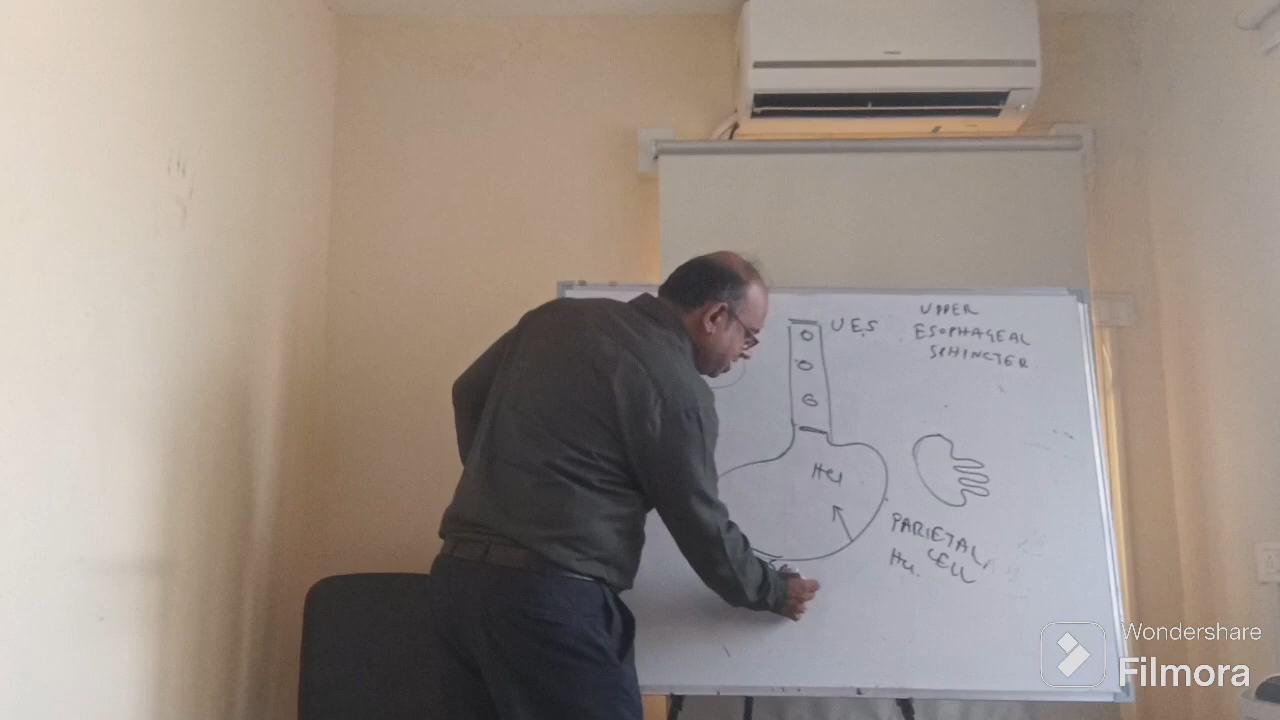 UES
UPPER
ESOPHAGEAL
SPHINCTER
HCl
PARIETAL
CELL
HCl.
Wondershare
Filmora